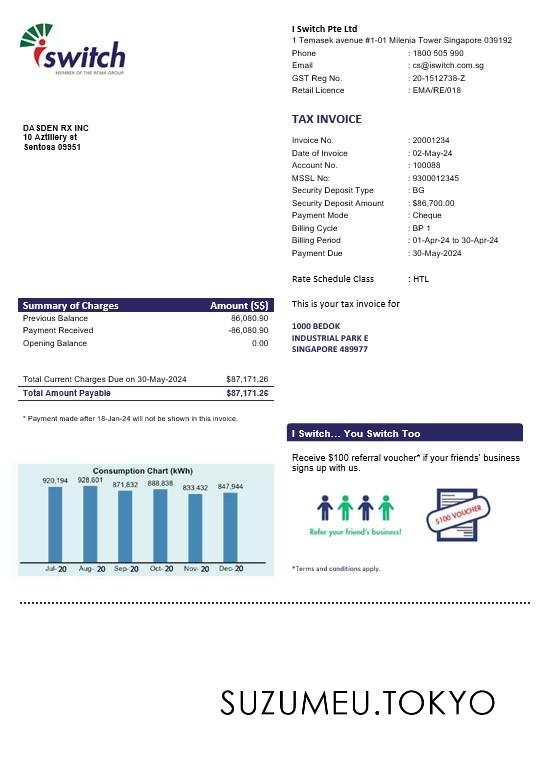 iswitch
MEMBER OF THE RCMA GROUP
I Switch Pte Ltd
1 Temasek avenue #1-01 Milenia Tower Singapore 039192
Phone : 1800 505 990
Email : cs@iswitch.com.sg
GST Reg No. : 20-1512738-Z
Retail Licence : EMA/RE/018
TAX INVOICE
DASDEN RX INC
10 Aztillery st
Sentosa 09951
Invoice No. : 20001234
Date of Invoice : 02-May-24
Account No. : 100088
MSSL No: : 9300012345
Security Deposit Type : BG
Security Deposit Amount : $86,700.00
Payment Mode : Cheque
Billing Cycle : BP 1
Billing Period : 01-Apr-24 to 30-Apr-24
Payment Due : 30-May-2024
Rate Schedule Class : HTL
This is your tax invoice for
1000 BEDOK
INDUSTRIAL PARK E
SINGAPORE 489977
Summary of Charges Amount (S$)
Previous Balance 86,080.90
Payment Received -86,080.90
Opening Balance 0.00
Total Current Charges Due on 30-May-2024 $87,171.26
Total Amount Payable $87,171.26
* Payment made after 18-Jan-24 will not be shown in this invoice.
I Switch... You Switch Too
Receive $100 referral voucher* if your friends' business
signs up with us.
Refer your friend's business!
$100 VOUCHER
*Terms and conditions apply.
Consumption Chart (kWh)
920,194 928,601 871,832 888,838 833,432 847,944
Jul- 20 Aug- 20 Sep- 20 Oct- 20 Nov- 20 Dec- 20
SUZUMEU.TOKYO